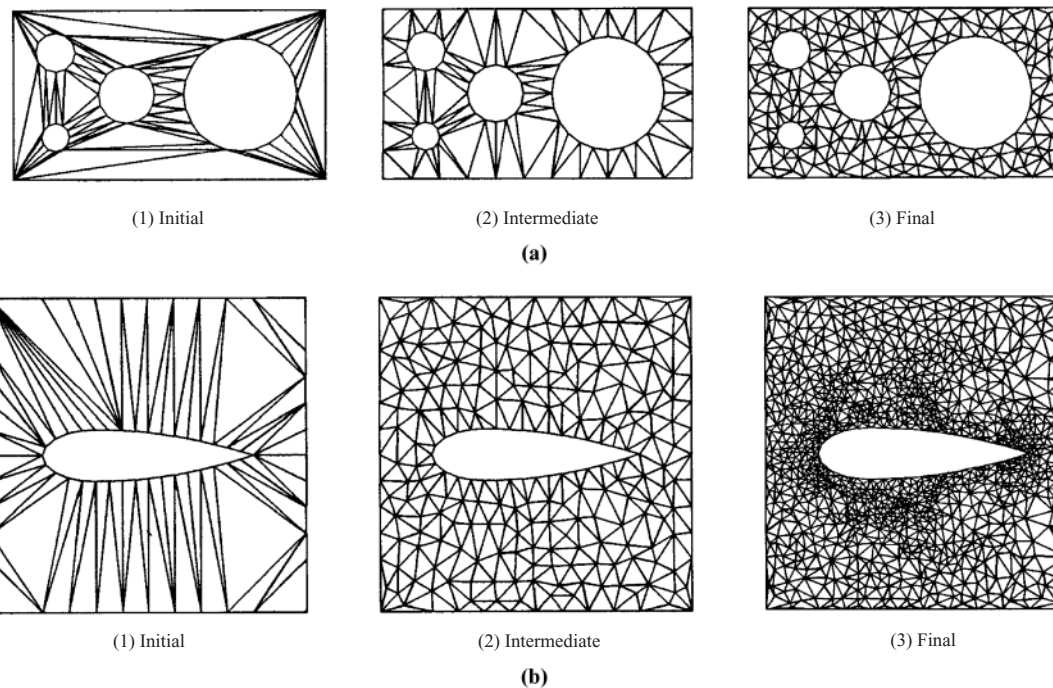 (1) Initial (2) Intermediate (3) Final
(a)
(1) Initial (2) Intermediate (3) Final
(b)